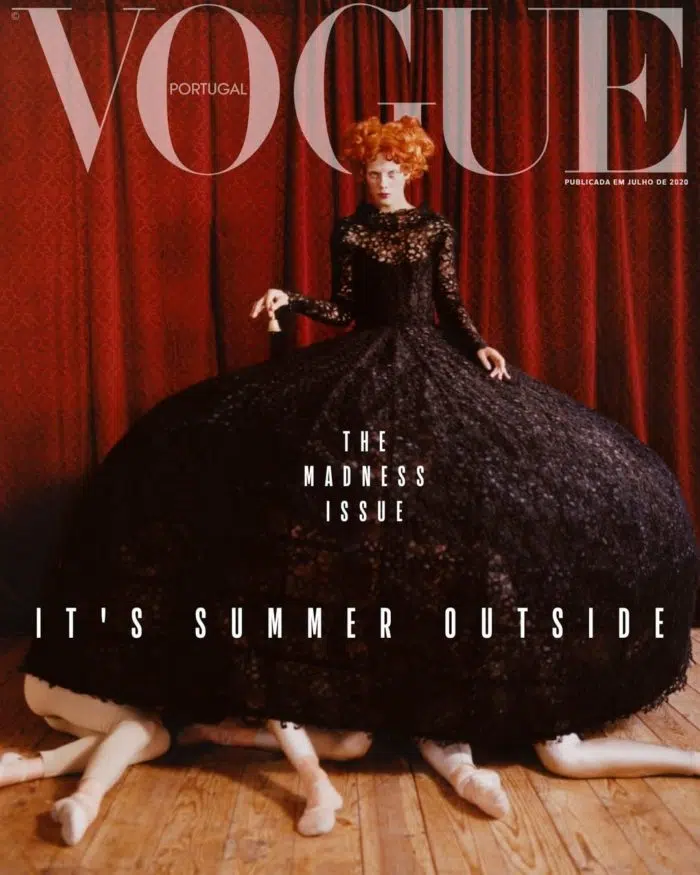 ©
VOGUE
PORTUGAL
PUBLICADA EM JULHO DE 2020
THE
MADNESS
ISSUE
IT'S SUMMER OUTSIDE